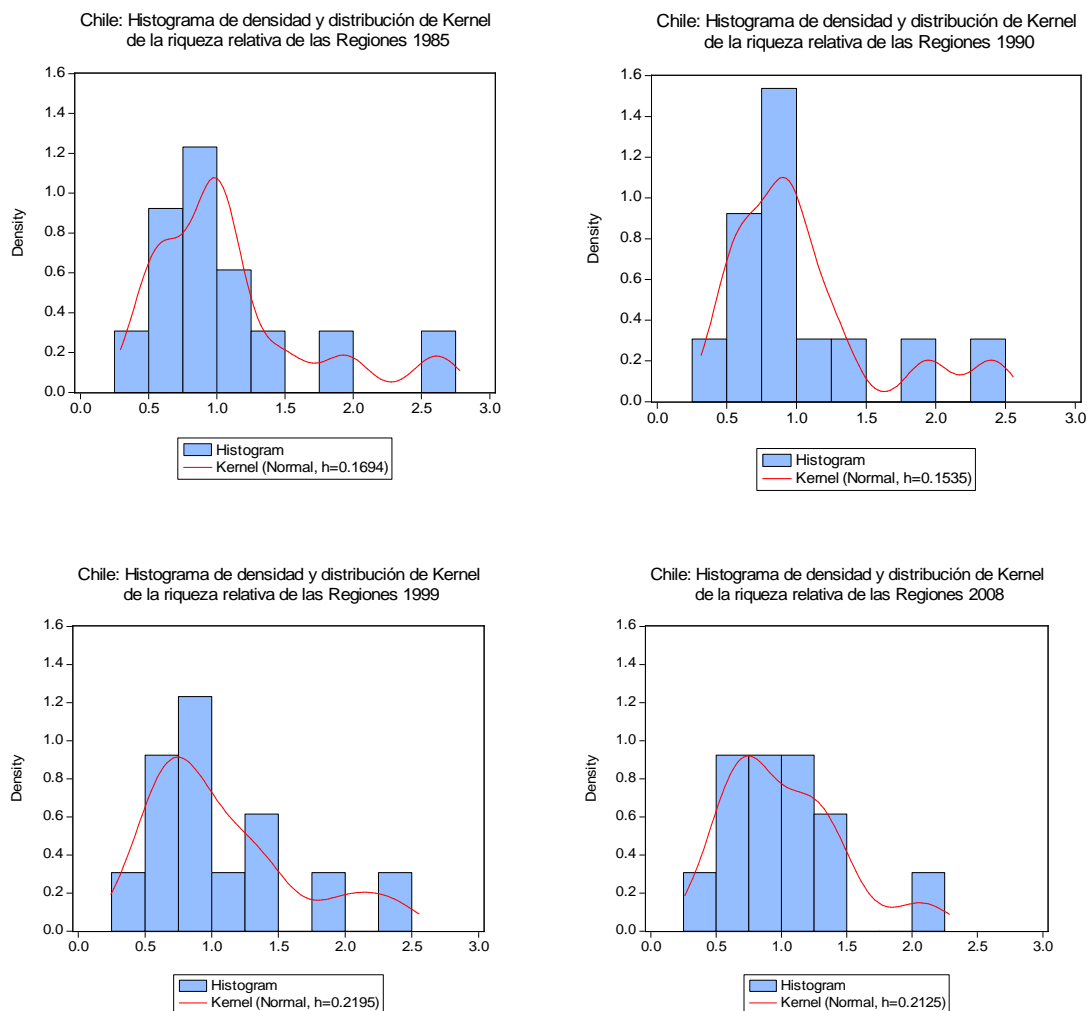 Chile: Histograma de densidad y distribución de Kernel
de la riqueza relativa de las Regiones 1985
1.6
1.4
1.2
1.0
0.8
0.6
0.4
0.2
0.0
Density
0.0 0.5 1.0 1.5 2.0 2.5 3.0
Histogram
Kernel (Normal, h=0.1694)
Chile: Histograma de densidad y distribución de Kernel
de la riqueza relativa de las Regiones 1990
1.6
1.4
1.2
1.0
0.8
0.6
0.4
0.2
0.0
Density
0.0 0.5 1.0 1.5 2.0 2.5 3.0
Histogram
Kernel (Normal, h=0.1535)
Chile: Histograma de densidad y distribución de Kernel
de la riqueza relativa de las Regiones 1999
1.6
1.4
1.2
1.0
0.8
0.6
0.4
0.2
0.0
Density
0.0 0.5 1.0 1.5 2.0 2.5 3.0
Histogram
Kernel (Normal, h=0.2195)
Chile: Histograma de densidad y distribución de Kernel
de la riqueza relativa de las Regiones 2008
1.6
1.4
1.2
1.0
0.8
0.6
0.4
0.2
0.0
Density
0.0 0.5 1.0 1.5 2.0 2.5 3.0
Histogram
Kernel (Normal, h=0.2125)